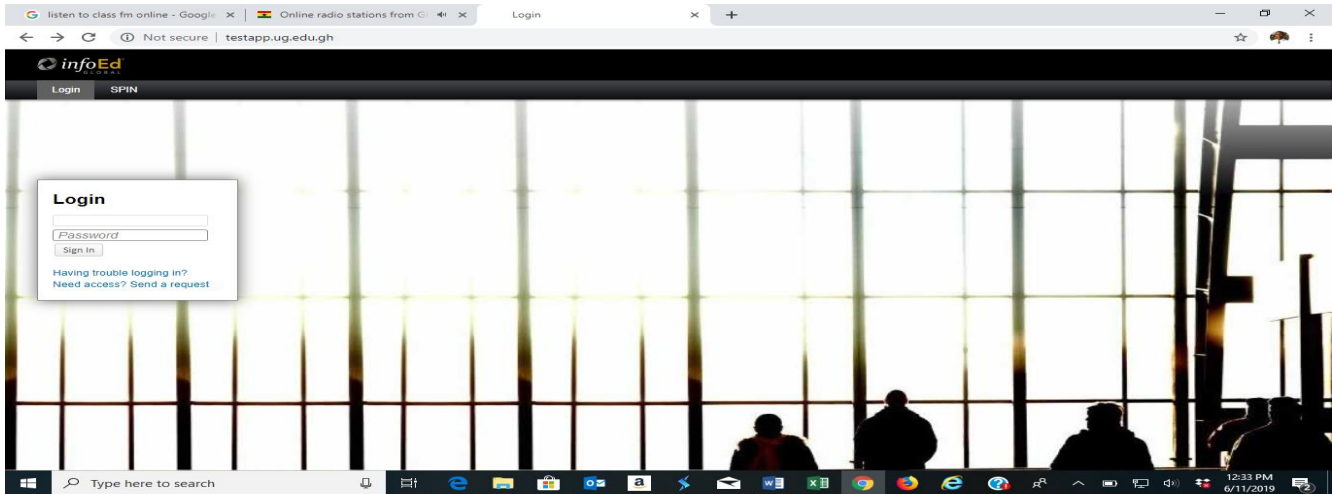 listen to class fm online - Google
Online radio stations from G
Login
Not secure | testapp.ug.edu.gh
infoEd
GLOBAL
Login SPIN
Login
Password
Sign In
Having trouble logging in?
Need access? Send a request
Type here to search
12:33 PM
6/11/2019
2